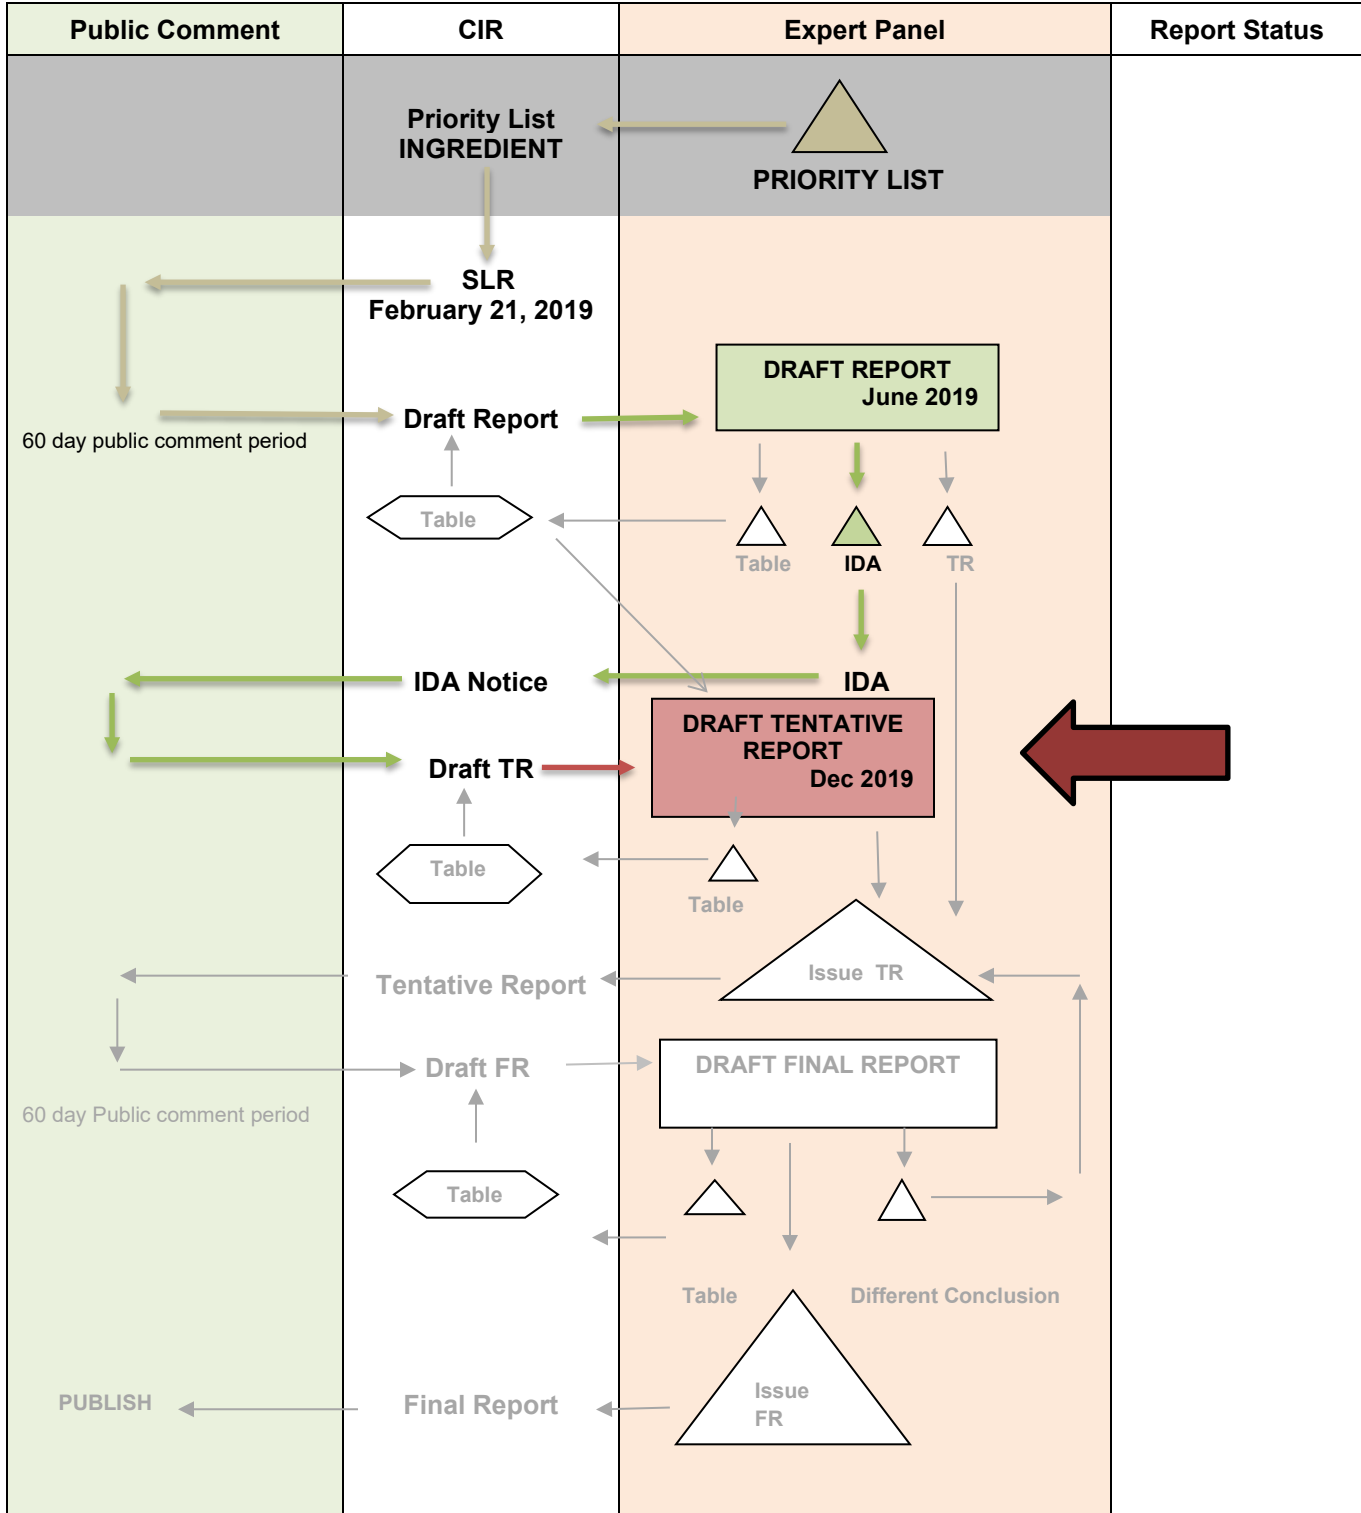 Public Comment
CIR
Expert Panel
Report Status
Priority List
INGREDIENT
PRIORITY LIST
SLR
February 21, 2019
60 day public comment period
Draft Report
DRAFT REPORT
June 2019
Table
Table
IDA
TR
IDA Notice
IDA
DRAFT TENTATIVE
REPORT
Dec 2019
Draft TR
Table
Table
Issue TR
Tentative Report
Draft FR
DRAFT FINAL REPORT
60 day Public comment period
Table
Table
Different Conclusion
PUBLISH
Final Report
Issue
FR